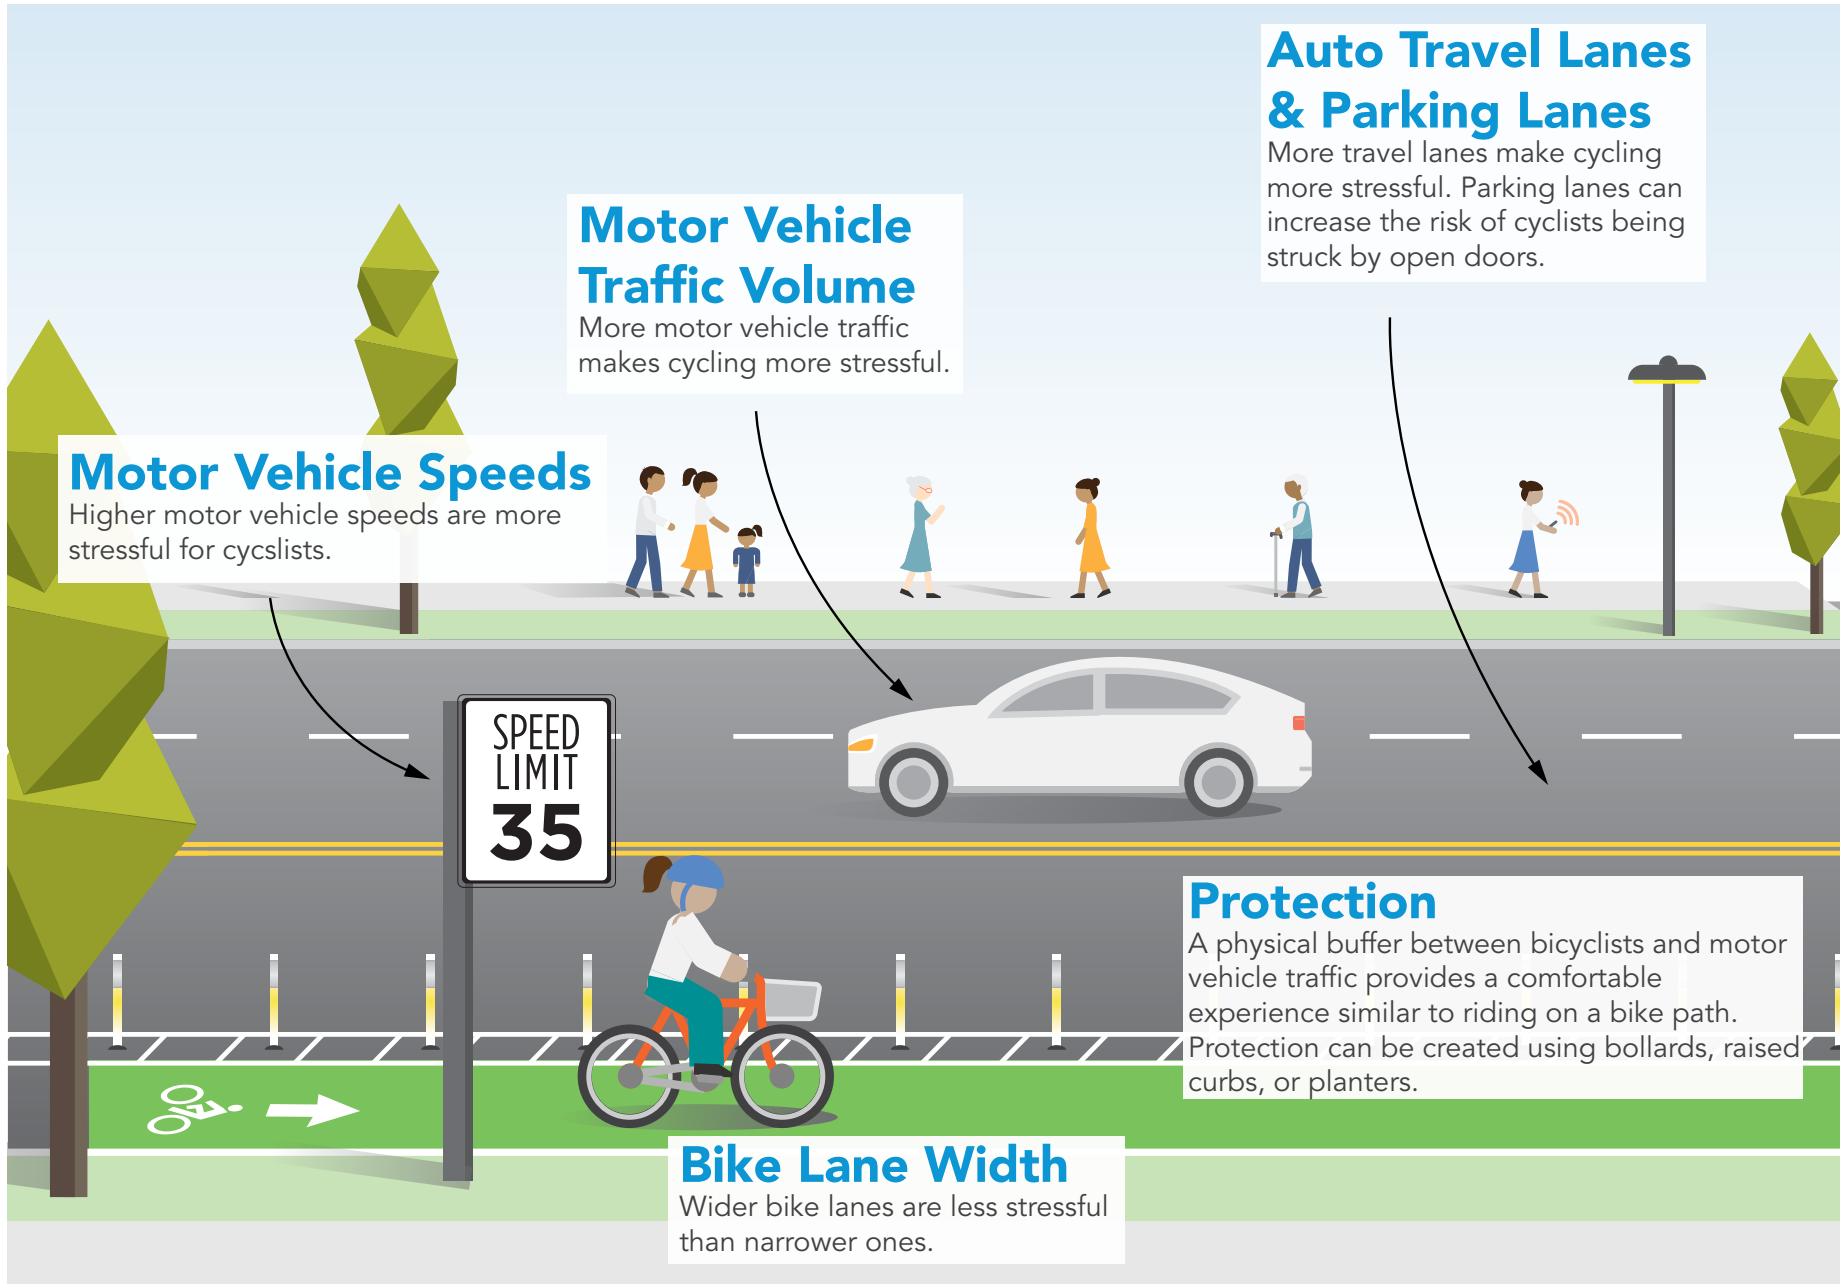 Auto Travel Lanes
& Parking Lanes
More travel lanes make cycling
more stressful. Parking lanes can
increase the risk of cyclists being
struck by open doors.
Motor Vehicle
Traffic Volume
More motor vehicle traffic
makes cycling more stressful.
Motor Vehicle Speeds
Higher motor vehicle speeds are more
stressful for cycslists.
SPEED
LIMIT
35
Protection
A physical buffer between bicyclists and motor
vehicle traffic provides a comfortable
experience similar to riding on a bike path.
Protection can be created using bollards, raised
curbs, or planters.
Bike Lane Width
Wider bike lanes are less stressful
than narrower ones.